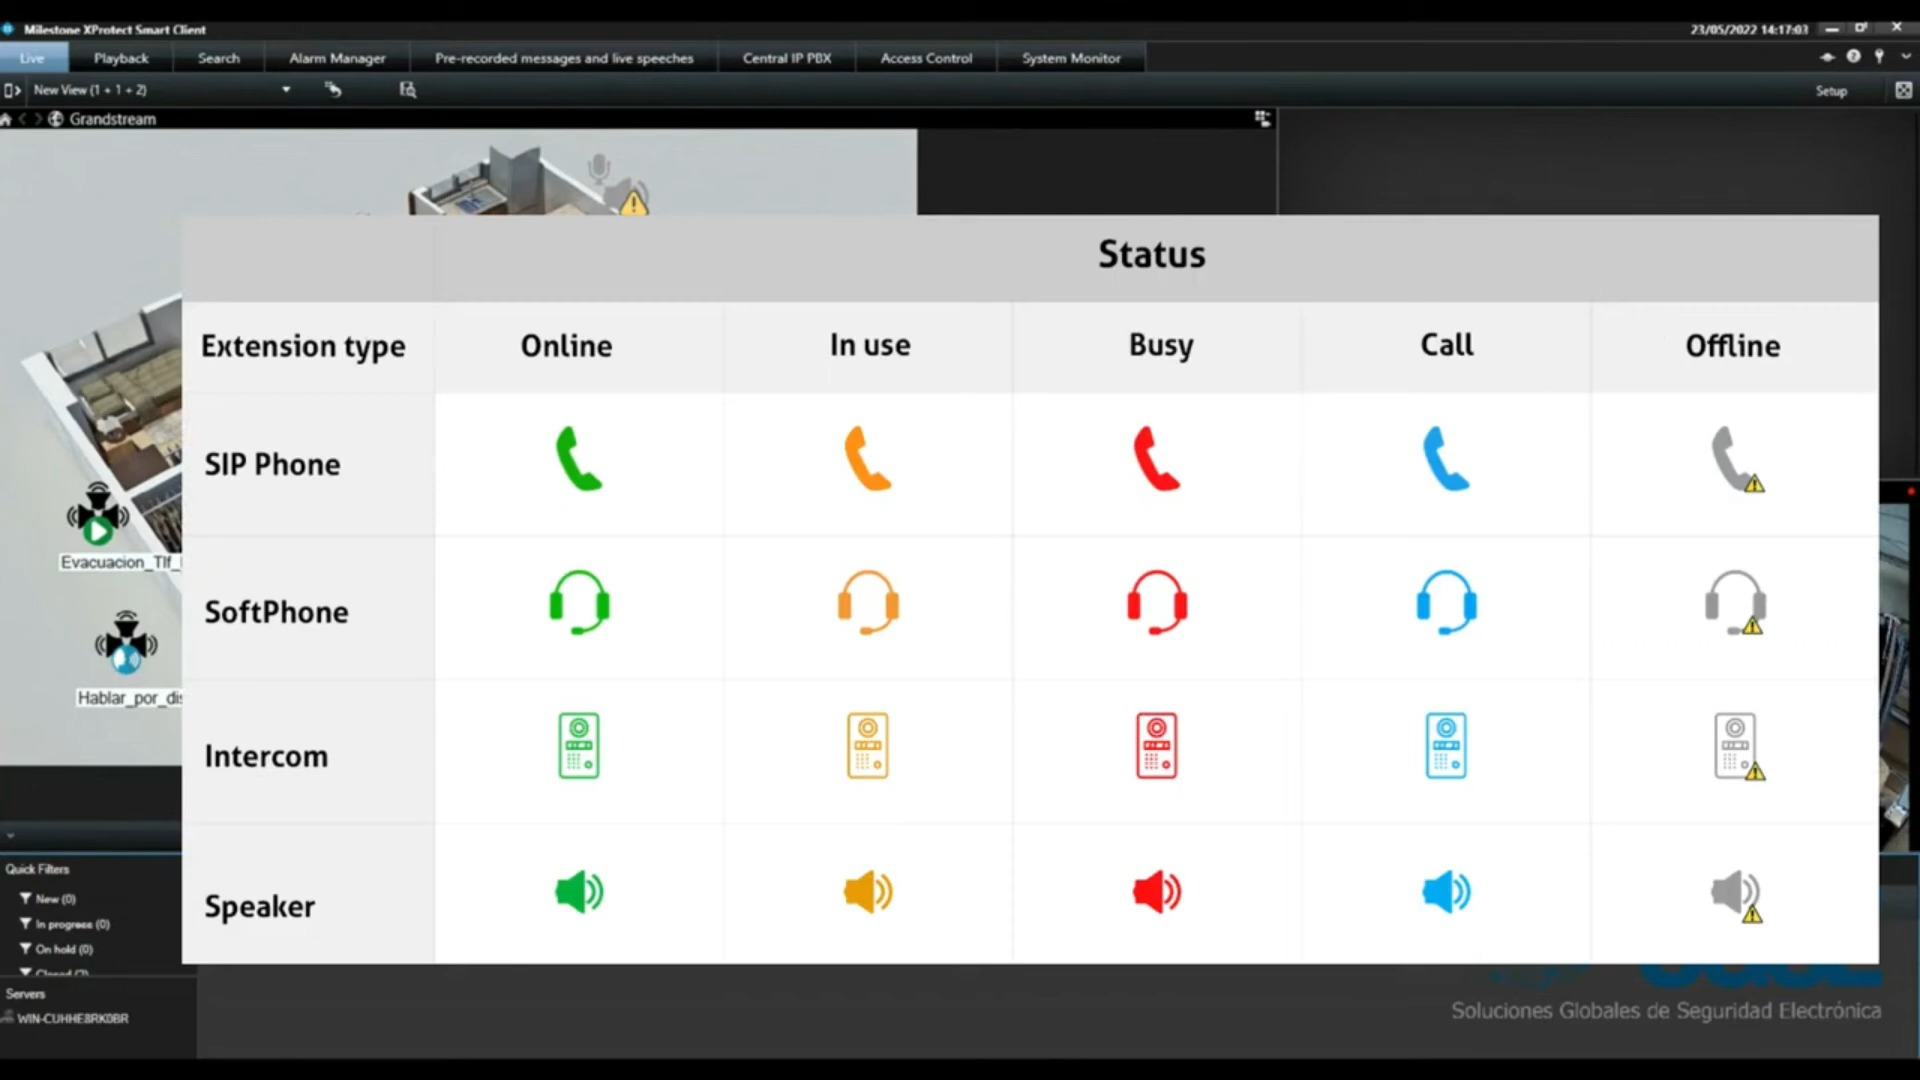 Milestone XProtect Smart Client
23/05/2022 14:17:03
Live
Playback
Search
Alarm Manager
Pre-recorded messages and live speeches
Central IP PBX
Access Control
System Monitor
New View (1 + 1 + 2)
Setup
Grandstream
Status
Extension type
Online
In use
Busy
Call
Offline
SIP Phone
SoftPhone
Intercom
Speaker
Evacuacion_Tlf_
Hablar_por_dis
Quick Filters
New (0)
In progress (0)
On hold (0)
Closed (2)
Servers
WIN-CUHHE8RK0BR
Soluciones Globales de Seguridad Electrónica